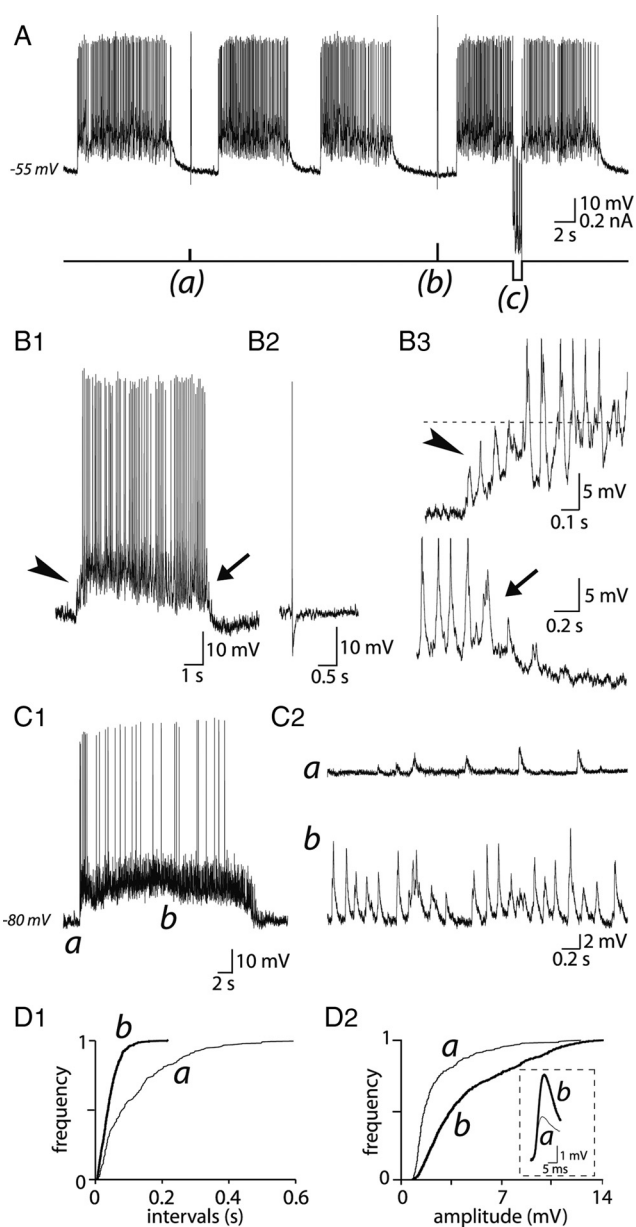 A
-55 mV
10 mV
0.2 nA
2 s
(a)
(b)
(c)
B1
B2
B3
5 mV
0.1 s
5 mV
0.2 s
10 mV
1 s
10 mV
0.5 s
C1
C2
a
b
-80 mV
a
b
10 mV
2 s
2 mV
0.2 s
D1
D2
1
b
a
frequency
0
0
0.2
0.4
0.6
intervals (s)
1
a
b
frequency
0
0
7
14
amplitude (mV)
b
a
1 mV
5 ms